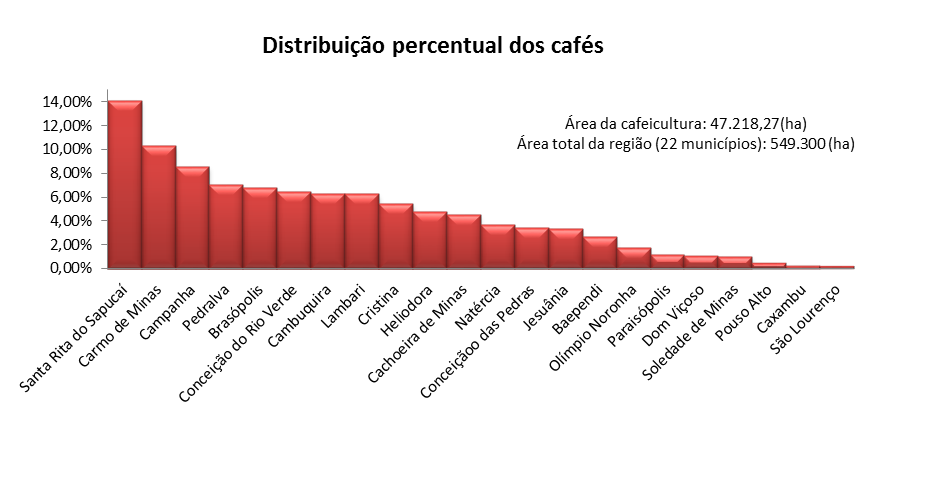 Distribuição percentual dos cafés
14,00%
12,00%
10,00%
8,00%
6,00%
4,00%
2,00%
0,00%
Área da cafeicultura: 47.218,27(ha)
Área total da região (22 municípios): 549.300 (ha)
Santa Rita do Sapucaí
Carmo de Minas
Campanha
Pedralva
Brasópolis
Conceição do Rio Verde
Cambuquira
Lambari
Cristina
Heliodora
Cachoeira de Minas
Natércia
Conceiçãoo das Pedras
Jesuânia
Baependi
Olímpio Noronha
Paraisópolis
Dom Viçoso
Soledade de Minas
Pouso Alto
Caxambu
São Lourenço